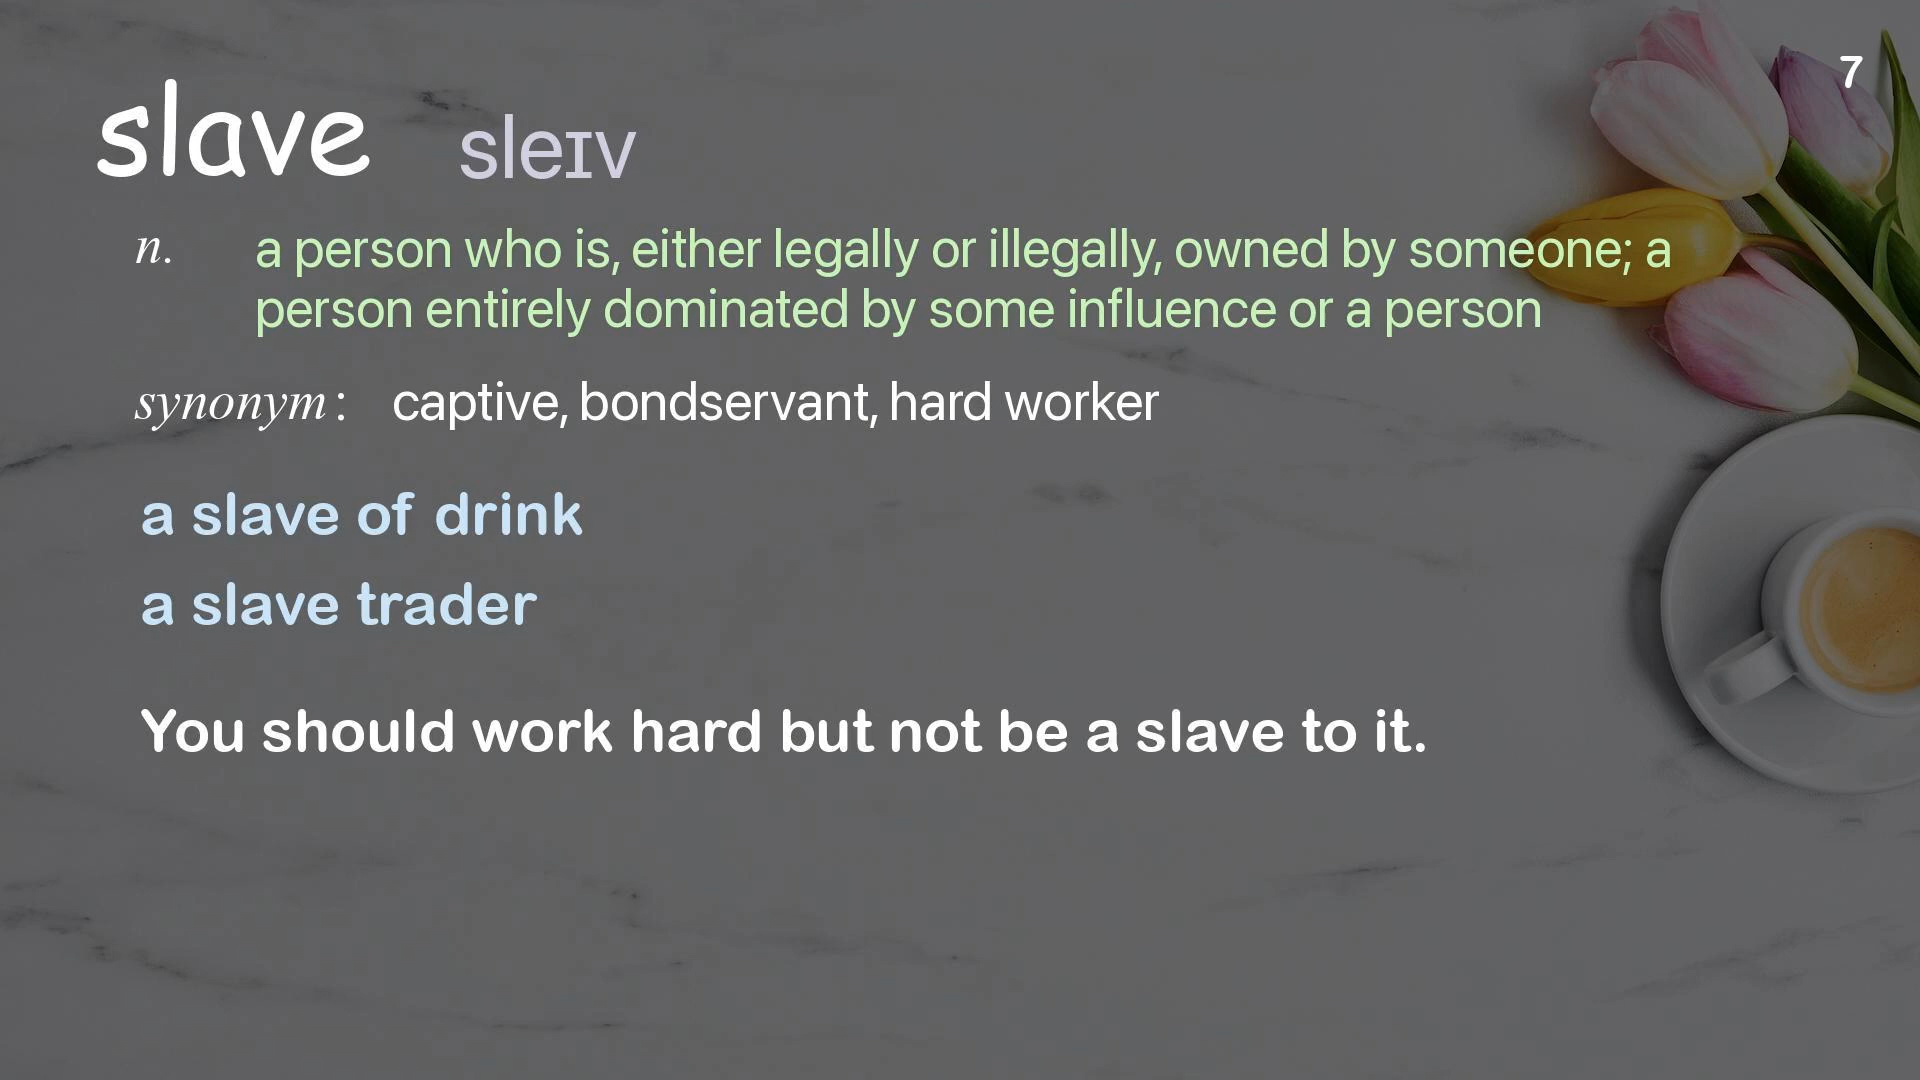 7
slave sleɪv
n. a person who is, either legally or illegally, owned by someone; a
person entirely dominated by some influence or a person
synonym: captive, bondservant, hard worker
a slave of drink
a slave trader
You should work hard but not be a slave to it.